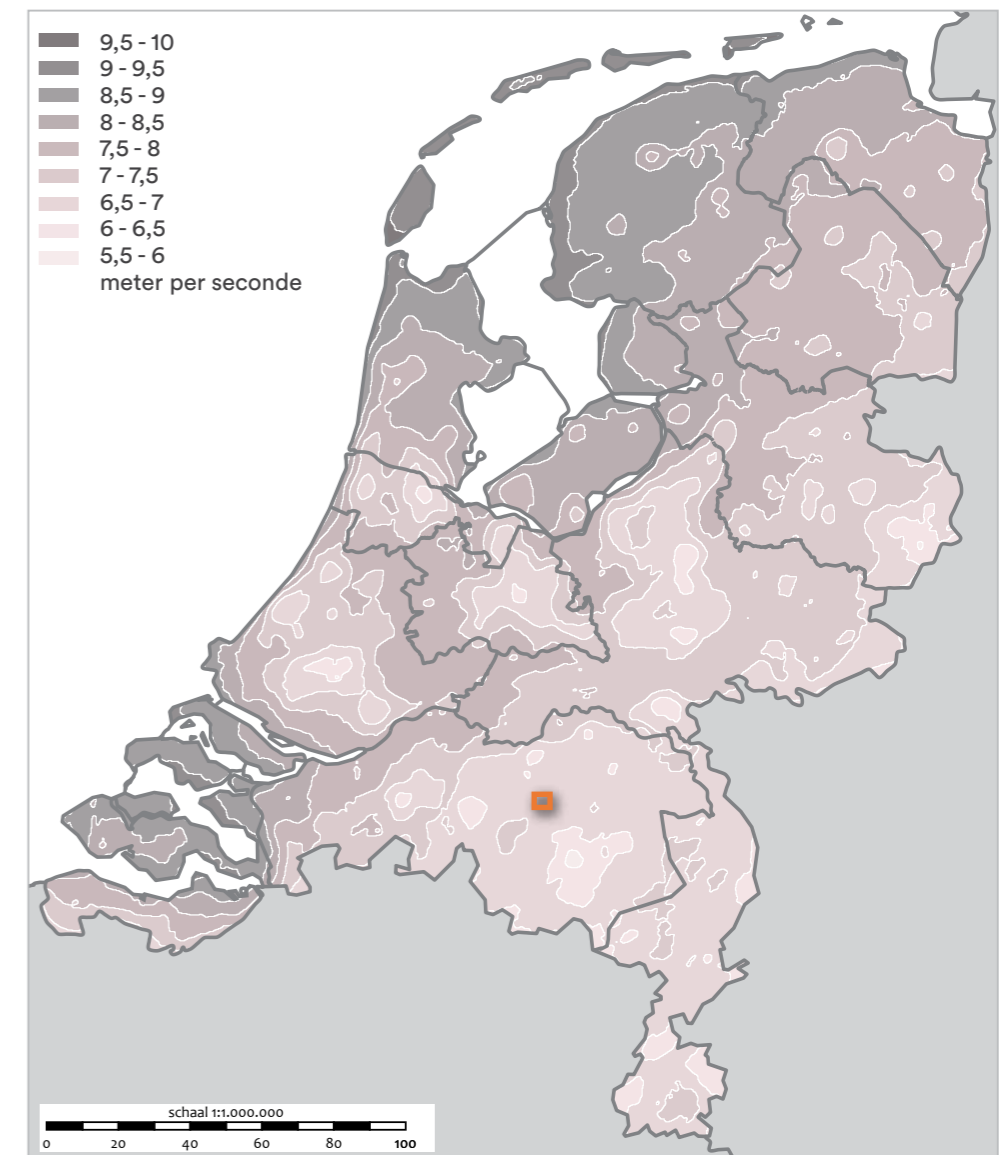 9,5 - 10
9 - 9,5
8,5 - 9
8 - 8,5
7,5 - 8
7 - 7,5
6,5 - 7
6 - 6,5
5,5 - 6
meter per seconde
schaal 1:1.000.000
0 20 40 60 80 100